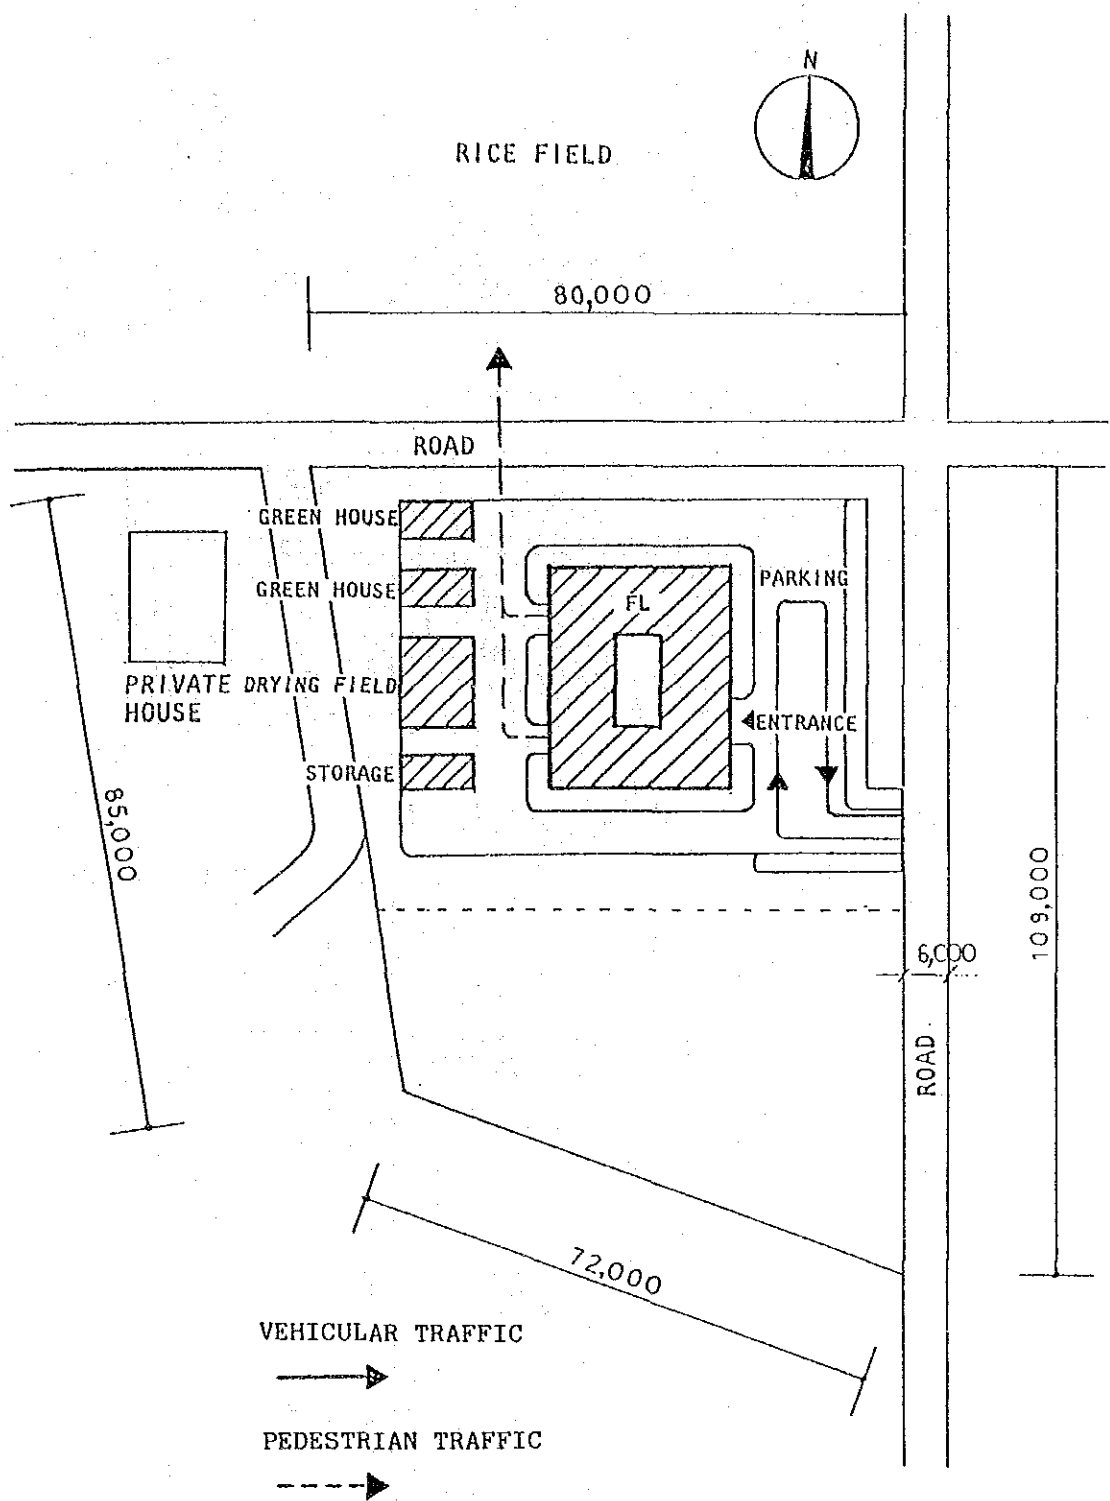 N
RICE FIELD
80,000
ROAD
GREEN HOUSE
PARKING
GREEN HOUSE
FL
PRIVATE
HOUSE
DRYING FIELD
ENTRANCE
STORAGE
85,000
109,000
6,000
ROAD
72,000
VEHICULAR TRAFFIC
PEDESTRIAN TRAFFIC